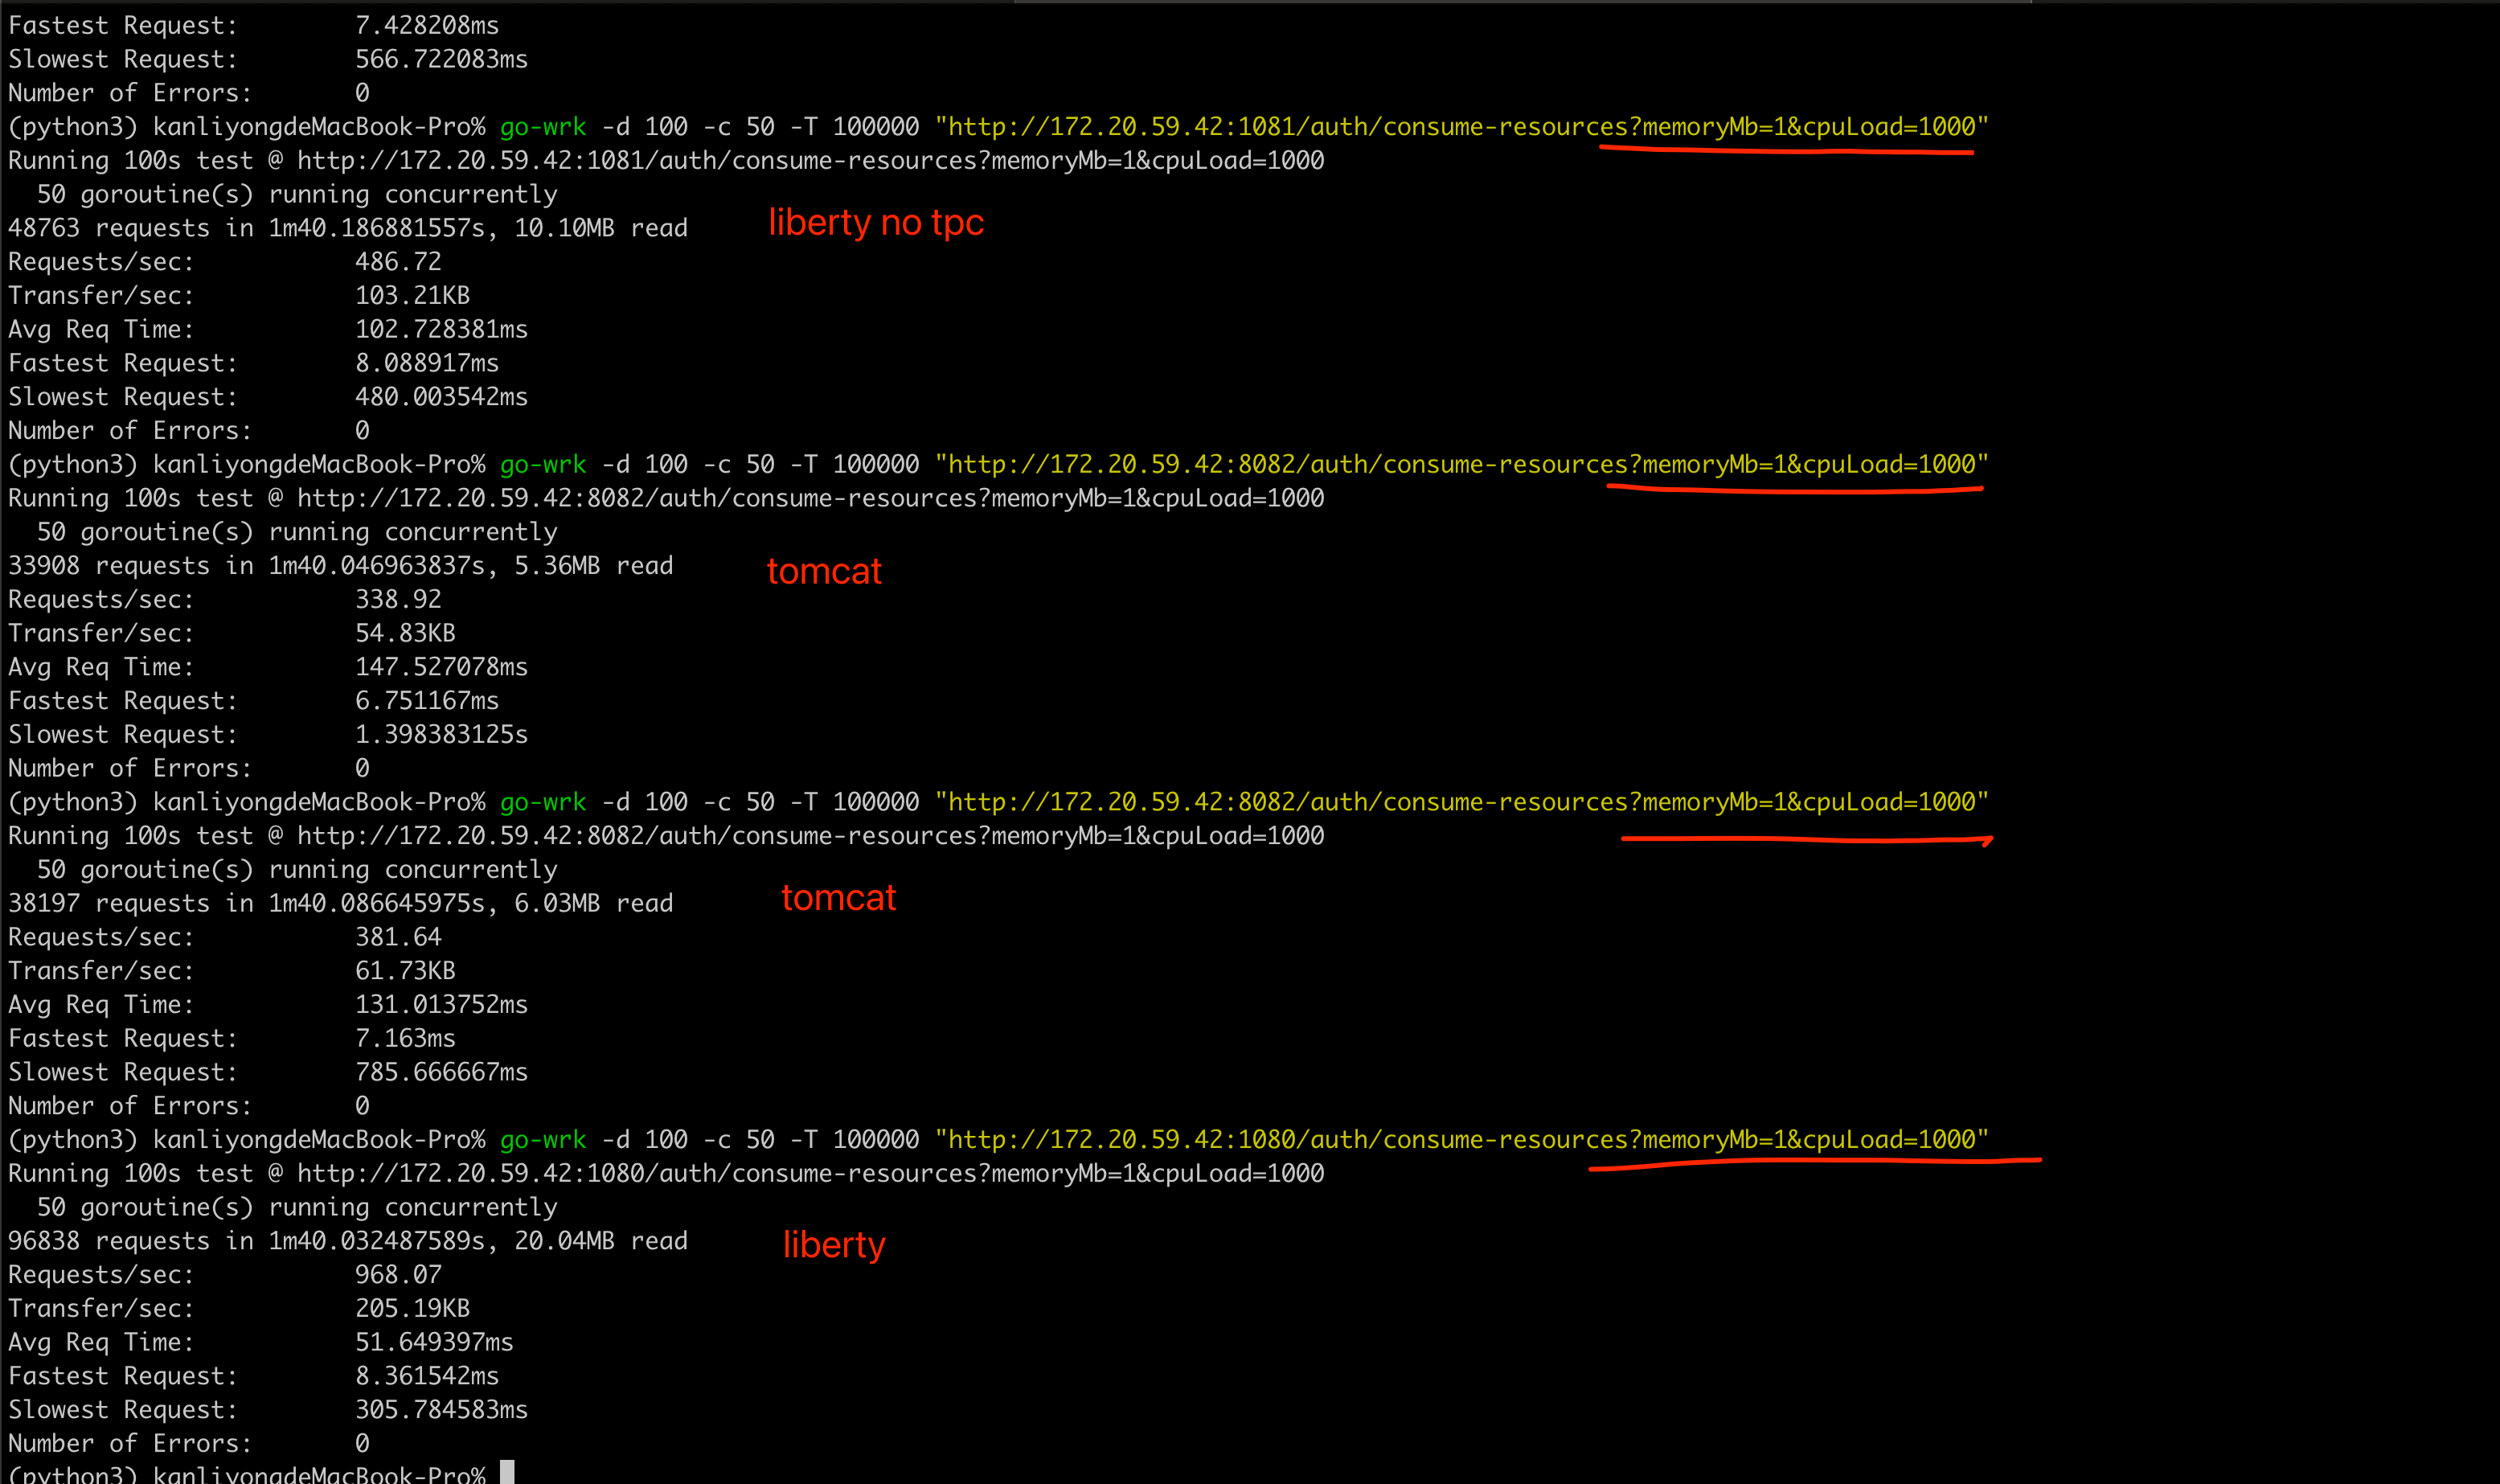 Fastest Request: 7.428208ms
Slowest Request: 566.722083ms
Number of Errors: 0
(python3) kanliyongdeMacBook-Pro% go-wrk -d 100 -c 50 -T 100000 "http://172.20.59.42:1081/auth/consume-resources?memoryMb=1&cpuLoad=1000"
Running 100s test @ http://172.20.59.42:1081/auth/consume-resources?memoryMb=1&cpuLoad=1000
50 goroutine(s) running concurrently
48763 requests in 1m40.186881557s, 10.10MB read
liberty no tpc
Requests/sec: 486.72
Transfer/sec: 103.21KB
Avg Req Time: 102.728381ms
Fastest Request: 8.088917ms
Slowest Request: 480.003542ms
Number of Errors: 0
(python3) kanliyongdeMacBook-Pro% go-wrk -d 100 -c 50 -T 100000 "http://172.20.59.42:8082/auth/consume-resources?memoryMb=1&cpuLoad=1000"
Running 100s test @ http://172.20.59.42:8082/auth/consume-resources?memoryMb=1&cpuLoad=1000
50 goroutine(s) running concurrently
33908 requests in 1m40.046963837s, 5.36MB read
tomcat
Requests/sec: 338.92
Transfer/sec: 54.83KB
Avg Req Time: 147.527078ms
Fastest Request: 6.751167ms
Slowest Request: 1.398383125s
Number of Errors: 0
(python3) kanliyongdeMacBook-Pro% go-wrk -d 100 -c 50 -T 100000 "http://172.20.59.42:8082/auth/consume-resources?memoryMb=1&cpuLoad=1000"
Running 100s test @ http://172.20.59.42:8082/auth/consume-resources?memoryMb=1&cpuLoad=1000
50 goroutine(s) running concurrently
38197 requests in 1m40.086645975s, 6.03MB read
tomcat
Requests/sec: 381.64
Transfer/sec: 61.73KB
Avg Req Time: 131.013752ms
Fastest Request: 7.163ms
Slowest Request: 785.666667ms
Number of Errors: 0
(python3) kanliyongdeMacBook-Pro% go-wrk -d 100 -c 50 -T 100000 "http://172.20.59.42:1080/auth/consume-resources?memoryMb=1&cpuLoad=1000"
Running 100s test @ http://172.20.59.42:1080/auth/consume-resources?memoryMb=1&cpuLoad=1000
50 goroutine(s) running concurrently
96838 requests in 1m40.032487589s, 20.04MB read
liberty
Requests/sec: 968.07
Transfer/sec: 205.19KB
Avg Req Time: 51.649397ms
Fastest Request: 8.361542ms
Slowest Request: 305.784583ms
Number of Errors: 0
(python3) kanliyongdeMacBook-Pro%